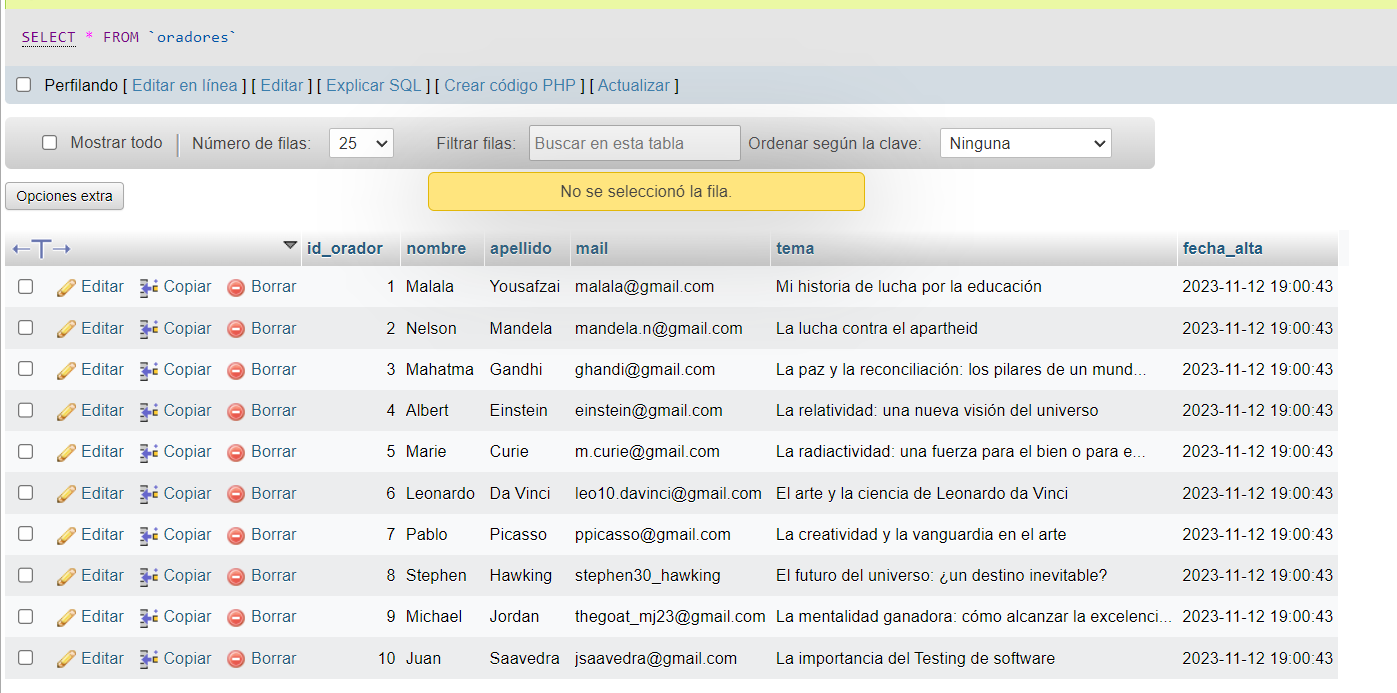 SELECT * FROM `oradores`
Perfilando [ Editar en línea ] [ Editar ] [ Explicar SQL ] [ Crear código PHP ] [ Actualizar ]
Mostrar todo | Número de filas: 25 Filtrar filas: Buscar en esta tabla Ordenar según la clave: Ninguna
No se seleccionó la fila.
Opciones extra
←T→ id_orador nombre apellido mail tema fecha_alta
Editar Copiar Borrar 1 Malala Yousafzai malala@gmail.com Mi historia de lucha por la educación 2023-11-12 19:00:43
Editar Copiar Borrar 2 Nelson Mandela mandela.n@gmail.com La lucha contra el apartheid 2023-11-12 19:00:43
Editar Copiar Borrar 3 Mahatma Gandhi ghandi@gmail.com La paz y la reconciliación: los pilares de un mund... 2023-11-12 19:00:43
Editar Copiar Borrar 4 Albert Einstein einstein@gmail.com La relatividad: una nueva visión del universo 2023-11-12 19:00:43
Editar Copiar Borrar 5 Marie Curie m.curie@gmail.com La radiactividad: una fuerza para el bien o para e... 2023-11-12 19:00:43
Editar Copiar Borrar 6 Leonardo Da Vinci leo10.davinci@gmail.com El arte y la ciencia de Leonardo da Vinci 2023-11-12 19:00:43
Editar Copiar Borrar 7 Pablo Picasso ppicasso@gmail.com La creatividad y la vanguardia en el arte 2023-11-12 19:00:43
Editar Copiar Borrar 8 Stephen Hawking stephen30_hawking El futuro del universo: ¿un destino inevitable? 2023-11-12 19:00:43
Editar Copiar Borrar 9 Michael Jordan thegoat_mj23@gmail.com La mentalidad ganadora: cómo alcanzar la excelenci... 2023-11-12 19:00:43
Editar Copiar Borrar 10 Juan Saavedra jsaavedra@gmail.com La importancia del Testing de software 2023-11-12 19:00:43